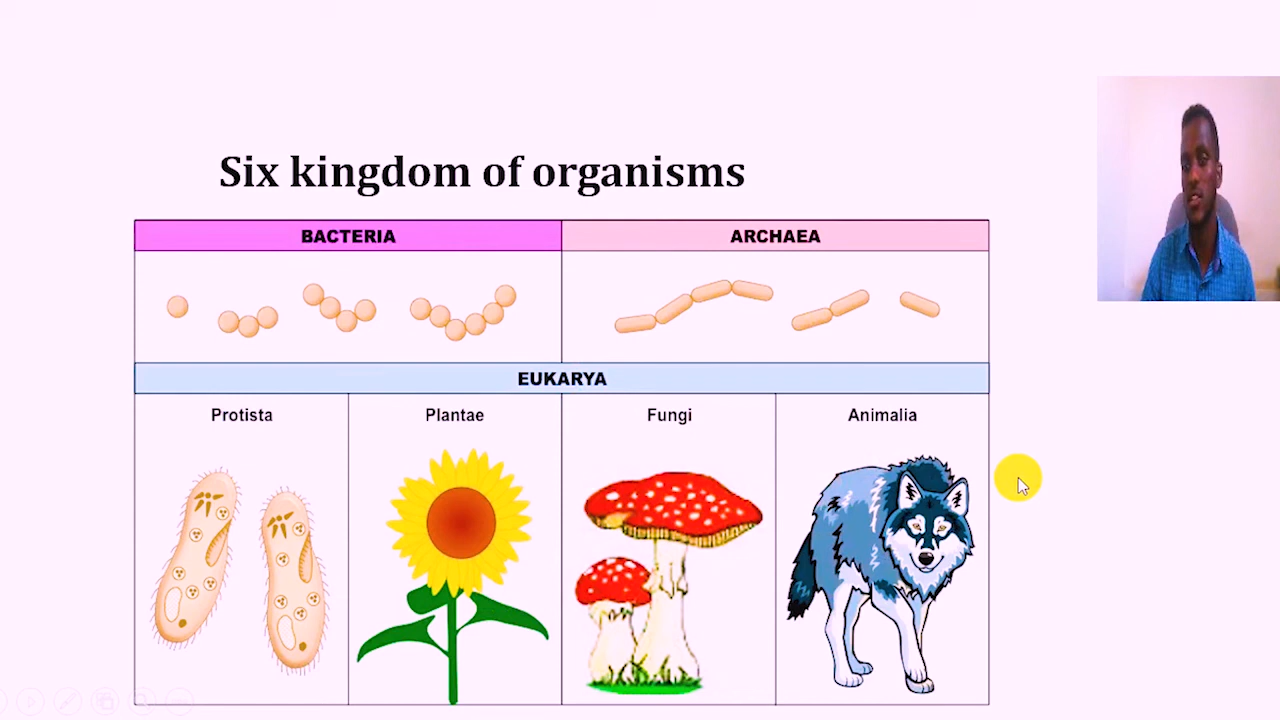 Six kingdom of organisms
BACTERIA
ARCHAEA
EUKARYA
Protista
Plantae
Fungi
Animalia